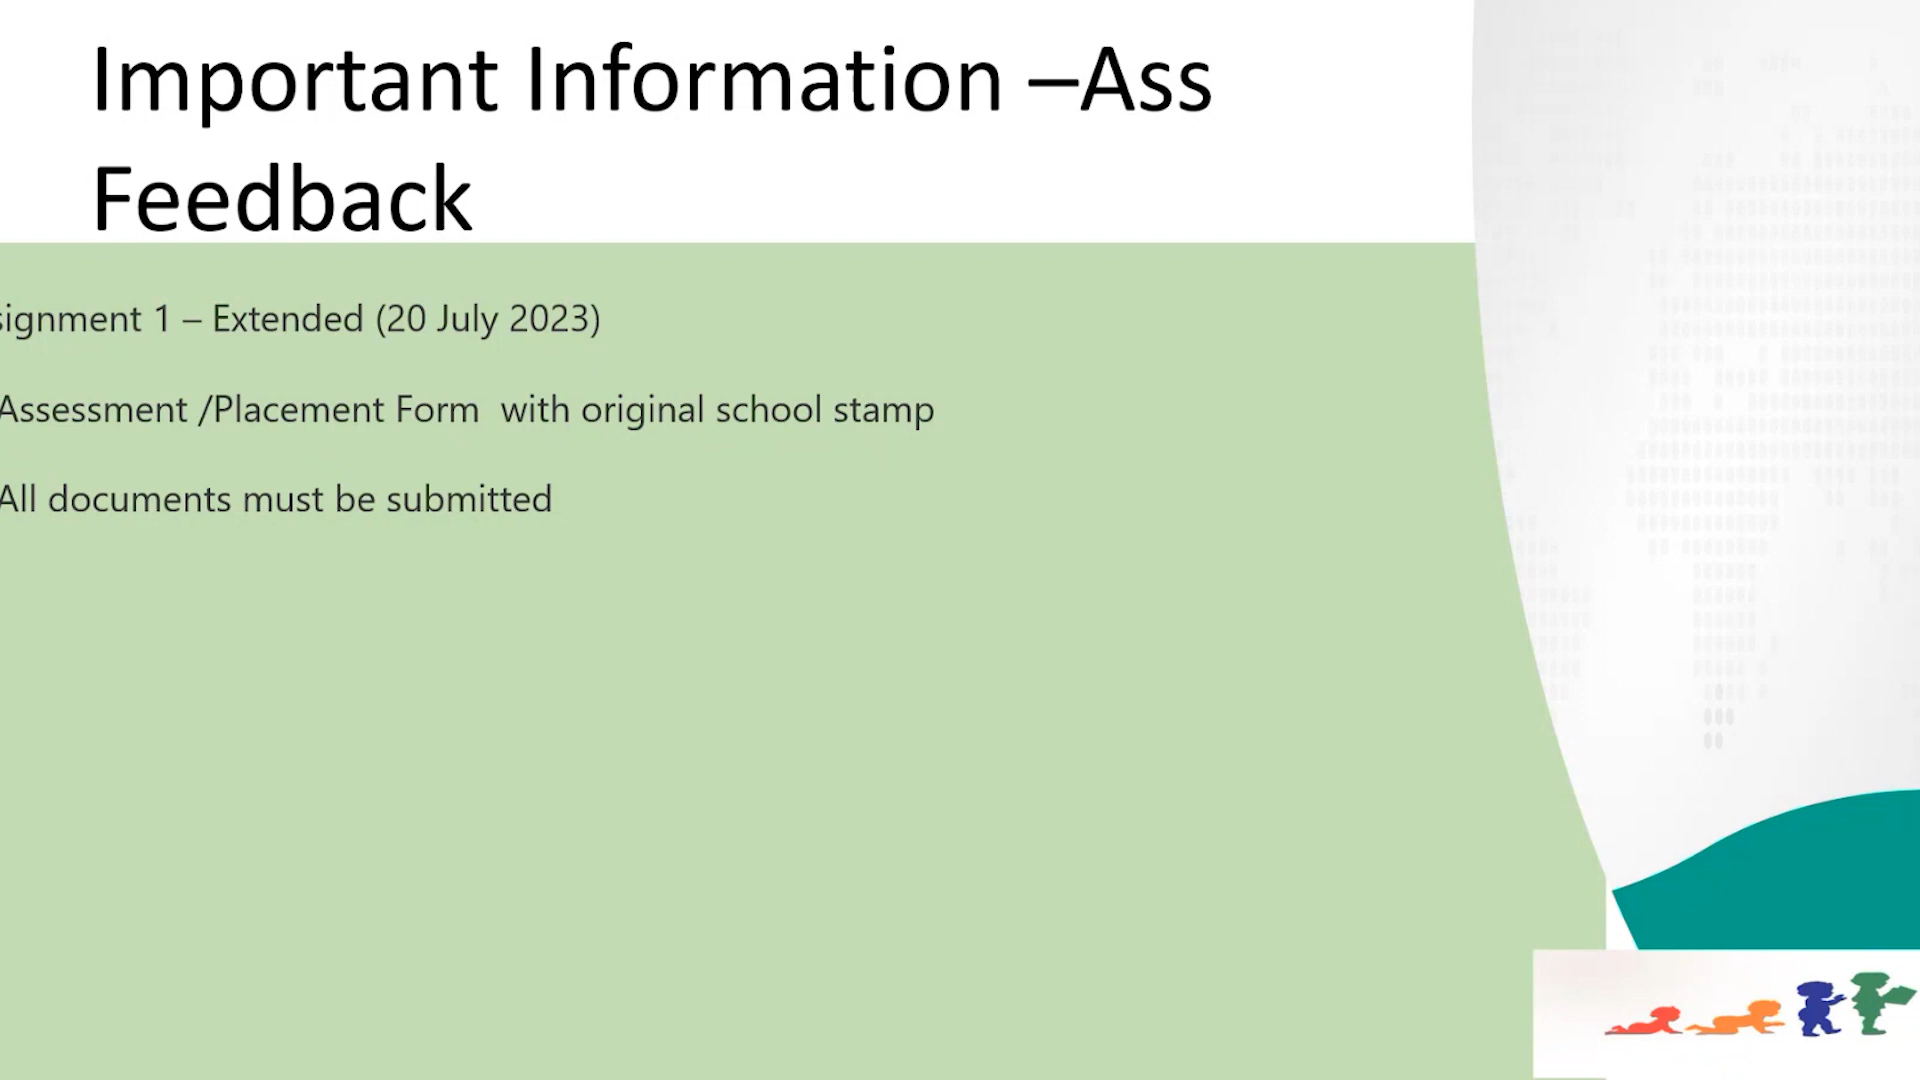 Important Information –Ass
Feedback
signment 1 – Extended (20 July 2023)
Assessment /Placement Form with original school stamp
All documents must be submitted